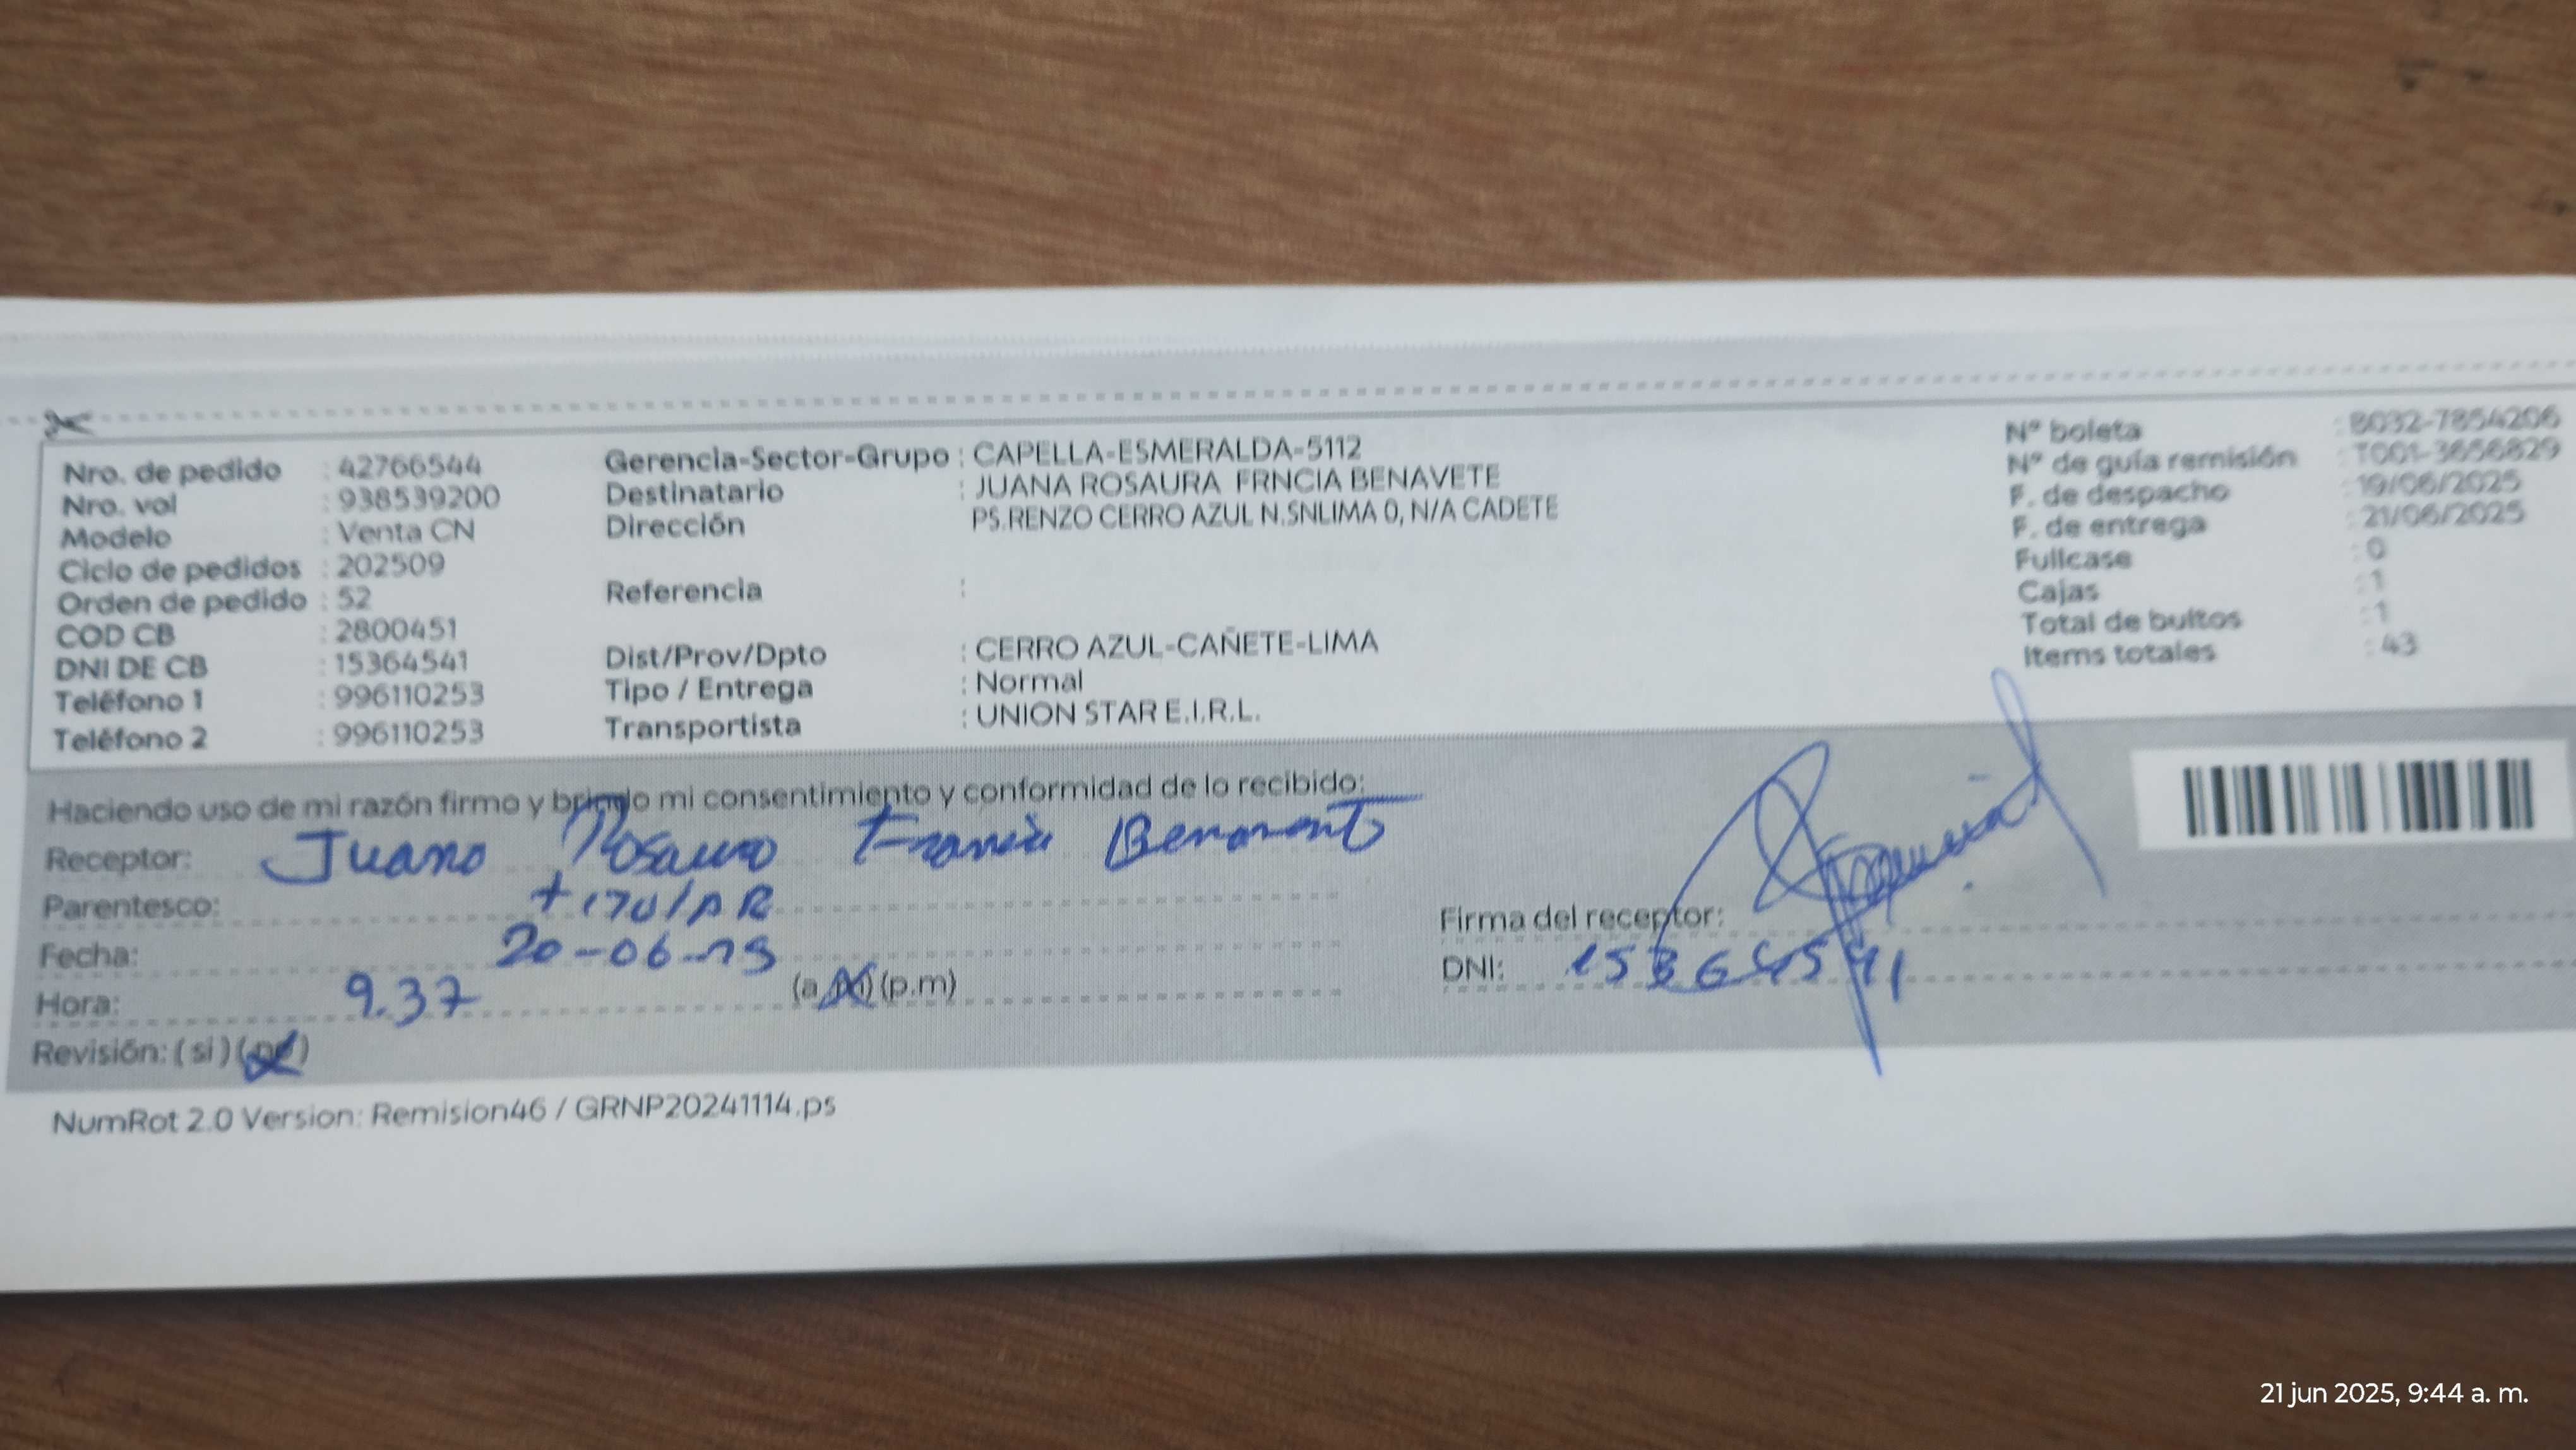 Nro. de pedido : 42766544
Nro. vol : 938539200
Modelo : Venta CN
Ciclo de pedidos : 202509
Orden de pedido : 52
COD CB : 2800451
DNI DE CB : 15364541
Teléfono 1 : 996110253
Teléfono 2 : 996110253
Gerencia-Sector-Grupo : CAPELLA-ESMERALDA-5112
Destinatario : JUANA ROSAURA FRNCIA BENAVETE
Dirección PS.RENZO CERRO AZUL N.SNLIMA 0, N/A CADETE
Referencia :
Dist/Prov/Dpto : CERRO AZUL-CAÑETE-LIMA
Tipo / Entrega : Normal
Transportista : UNION STAR E.I.R.L.
N° boleta : B032-7854206
N° de guía remisión : T001-3656829
F. de despacho : 19/06/2025
F. de entrega : 21/06/2025
Fullcase : 0
Cajas : 1
Total de bultos : 1
Items totales : 43
Haciendo uso de mi razón firmo y brindo mi consentimiento y conformidad de lo recibido:
Receptor: Juana Rosaura Francia
Parentesco:
Fecha: 20-06-
Hora: 9.37 (a.m) (p.m)
Revisión: (si) (no)
Firma del receptor:
DNI: 15364541
NumRot 2.0 Version: Remision46 / GRNP20241114.ps
21 jun 2025, 9:44 a. m.